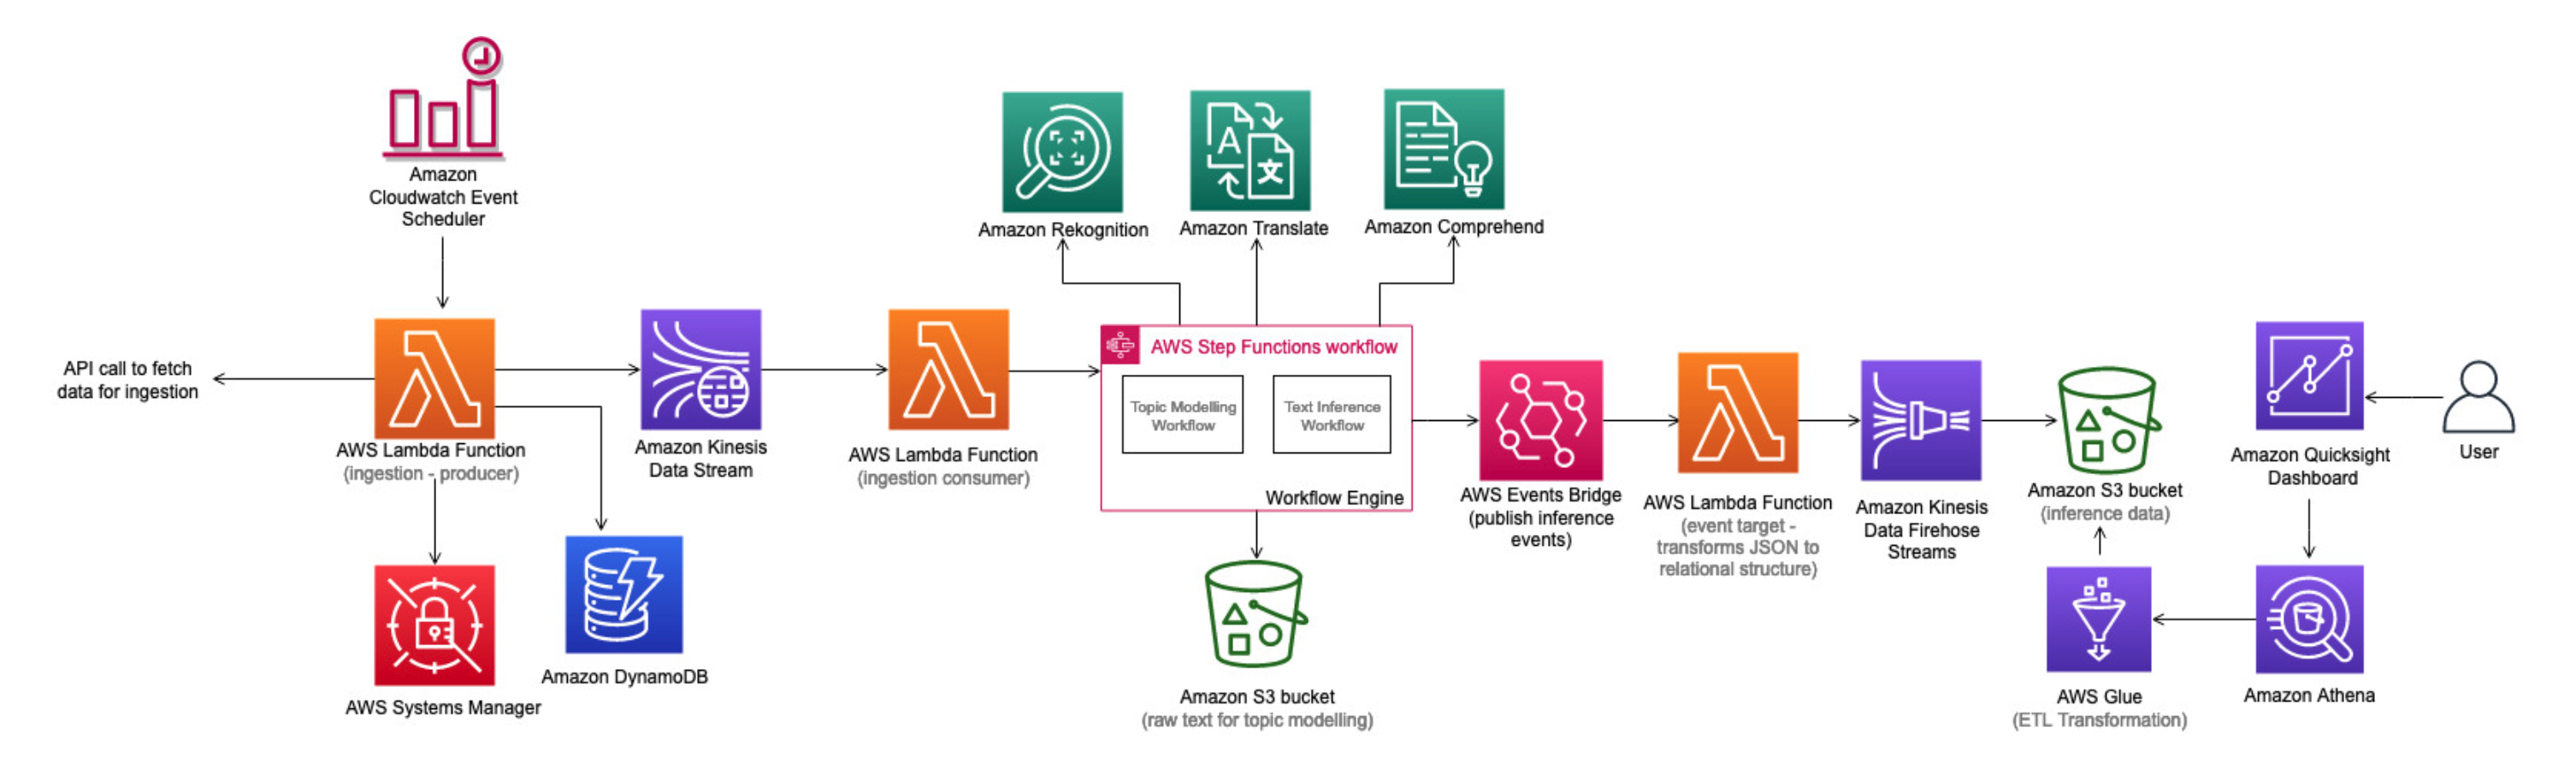 Amazon
Cloudwatch Event
Scheduler
API call to fetch
data for ingestion
AWS Lambda Function
(ingestion - producer)
AWS Systems Manager
Amazon DynamoDB
Amazon Kinesis
Data Stream
AWS Lambda Function
(ingestion consumer)
Amazon Rekognition
A
文
Amazon Translate
Amazon Comprehend
AWS Step Functions workflow
Topic Modelling
Workflow
Text Inference
Workflow
Workflow Engine
Amazon S3 bucket
(raw text for topic modelling)
AWS Events Bridge
(publish inference
events)
AWS Lambda Function
(event target -
transforms JSON to
relational structure)
Amazon Kinesis
Data Firehose
Streams
Amazon S3 bucket
(inference data)
AWS Glue
(ETL Transformation)
Amazon Quicksight
Dashboard
Amazon Athena
User